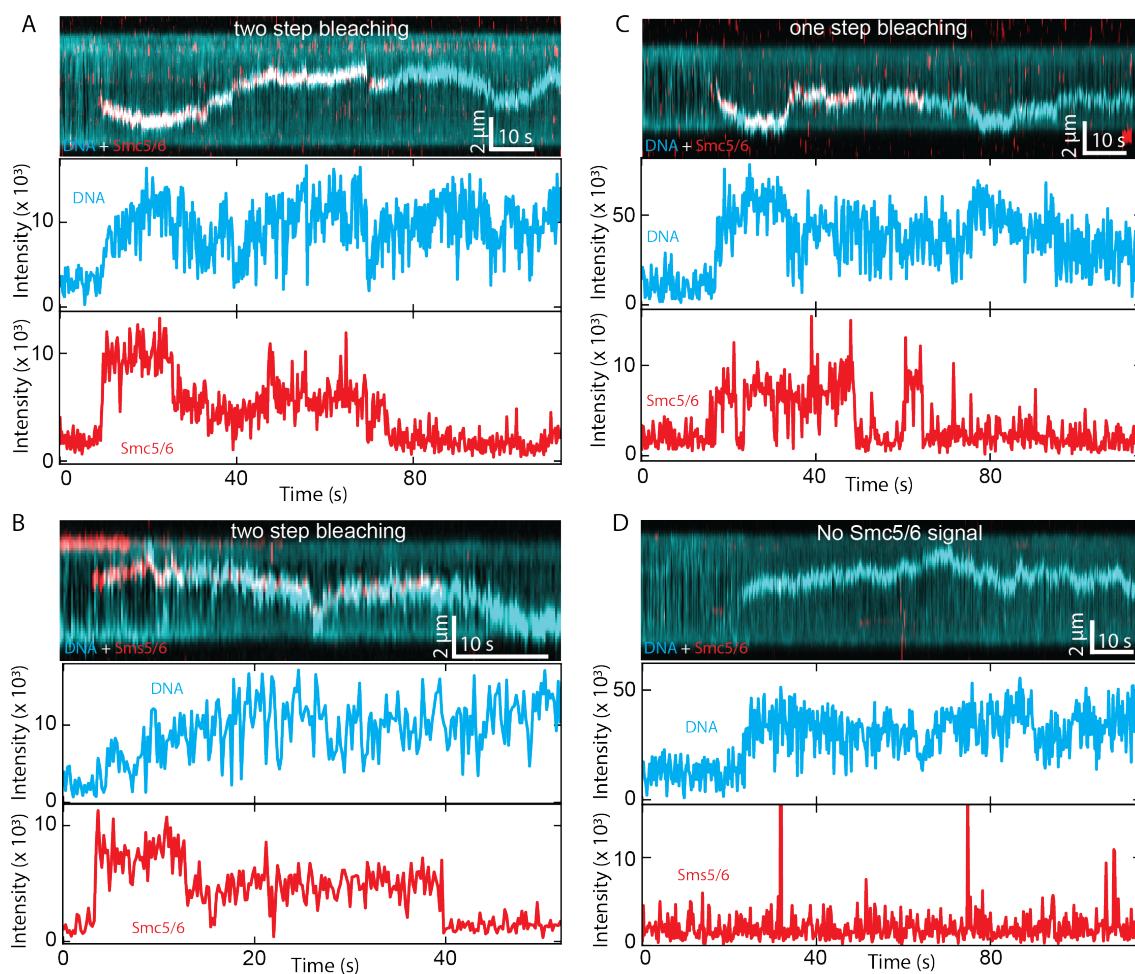 A
two step bleaching
DNA + Smc5/6
2 µm
10 s
Intensity (x 10³)
10
0
DNA
Intensity (x 10³)
10
0
Smc5/6
0 40 80
Time (s)
B
two step bleaching
DNA + Sms5/6
2 µm
10 s
Intensity (x 10³)
10
0
DNA
Intensity (x 10³)
10
0
Smc5/6
0 20 40
Time (s)
C
one step bleaching
DNA + Smc5/6
2 µm
10 s
Intensity (x 10³)
50
0
DNA
Intensity (x 10³)
10
0
Smc5/6
0 40 80
Time (s)
D
No Smc5/6 signal
DNA + Smc5/6
2 µm
10 s
Intensity (x 10³)
50
0
DNA
Intensity (x 10³)
10
0
Sms5/6
0 40 80
Time (s)